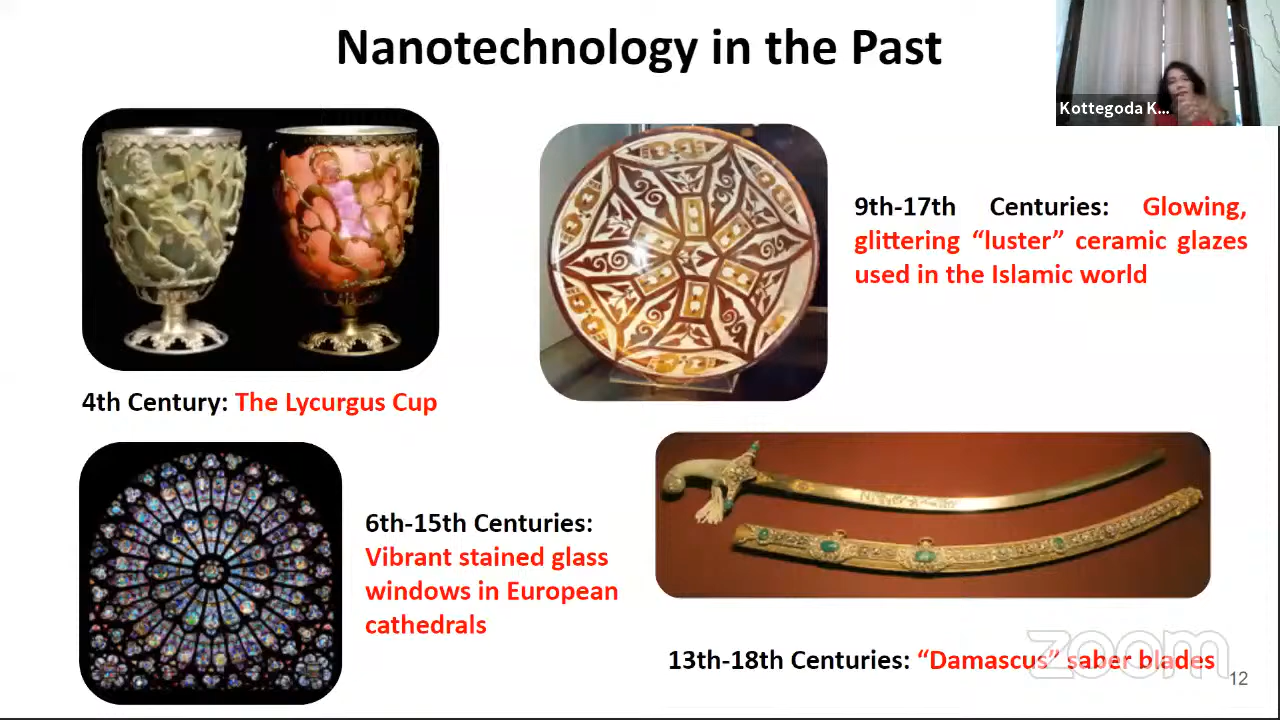 Nanotechnology in the Past
Kottegoda K...
9th-17th Centuries: Glowing,
glittering “luster” ceramic glazes
used in the Islamic world
4th Century: The Lycurgus Cup
6th-15th Centuries:
Vibrant stained glass
windows in European
cathedrals
13th-18th Centuries: “Damascus” saber blades
zoom
12